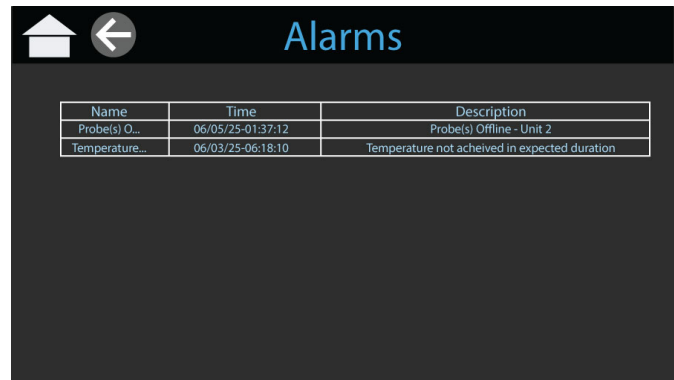 Alarms
Name Time Description
Probe(s) O... 06/05/25-01:37:12 Probe(s) Offline - Unit 2
Temperature... 06/03/25-06:18:10 Temperature not acheived in expected duration